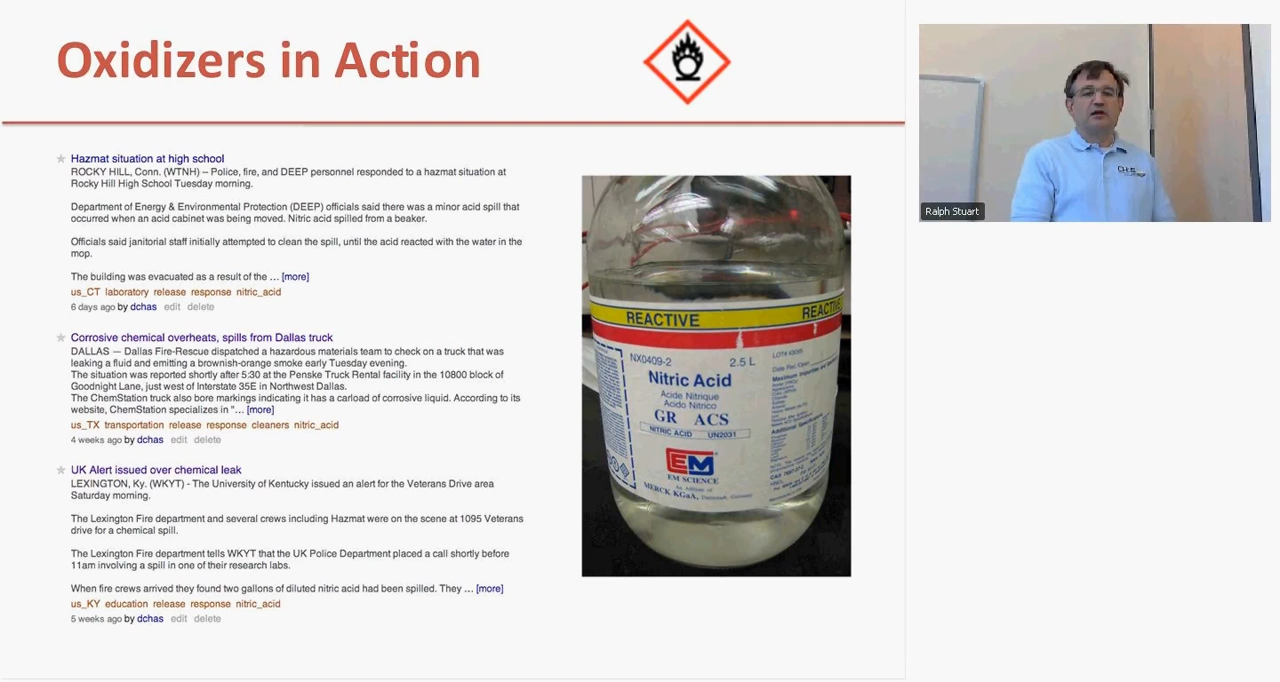 Oxidizers in Action
Hazmat situation at high school
ROCKY HILL, Conn. (WTNH) – Police, fire, and DEEP personnel responded to a hazmat situation at
Rocky Hill High School Tuesday morning.
Department of Energy & Environmental Protection (DEEP) officials said there was a minor acid spill that
occurred when an acid cabinet was being moved. Nitric acid spilled from a beaker.
Officials said janitorial staff initially attempted to clean the spill, until the acid reacted with the water in the
mop.
The building was evacuated as a result of the ... [more]
us_CT laboratory release response nitric_acid
6 days ago by dchas edit delete
Corrosive chemical overheats, spills from Dallas truck
DALLAS — Dallas Fire-Rescue dispatched a hazardous materials team to check on a truck that was
leaking a fluid and emitting a brownish-orange smoke early Tuesday evening.
The situation was reported shortly after 5:30 at the Penske Truck Rental facility in the 10800 block of
Goodnight Lane, just west of Interstate 35E in Northwest Dallas.
The ChemStation truck also bore markings indicating it has a carload of corrosive liquid. According to its
website, ChemStation specializes in "... [more]
us_TX transportation release response cleaners nitric_acid
4 weeks ago by dchas edit delete
UK Alert issued over chemical leak
LEXINGTON, Ky. (WKYT) - The University of Kentucky issued an alert for the Veterans Drive area
Saturday morning.
The Lexington Fire department and several crews including Hazmat were on the scene at 1095 Veterans
drive for a chemical spill.
The Lexington Fire department tells WKYT that the UK Police Department placed a call shortly before
11am involving a spill in one of their research labs.
When fire crews arrived they found two gallons of diluted nitric acid had been spilled. They ... [more]
us_KY education release response nitric_acid
5 weeks ago by dchas edit delete
REACTIVE
REACTIVE
NX0409-2 2.5 L
Nitric Acid
Acide Nitrique
Acido Nitrico
GR ACS
NITRIC ACID UN2031
EM
EM SCIENCE
MERCK KGaA, Darmstadt, Germany
Ralph Stuart